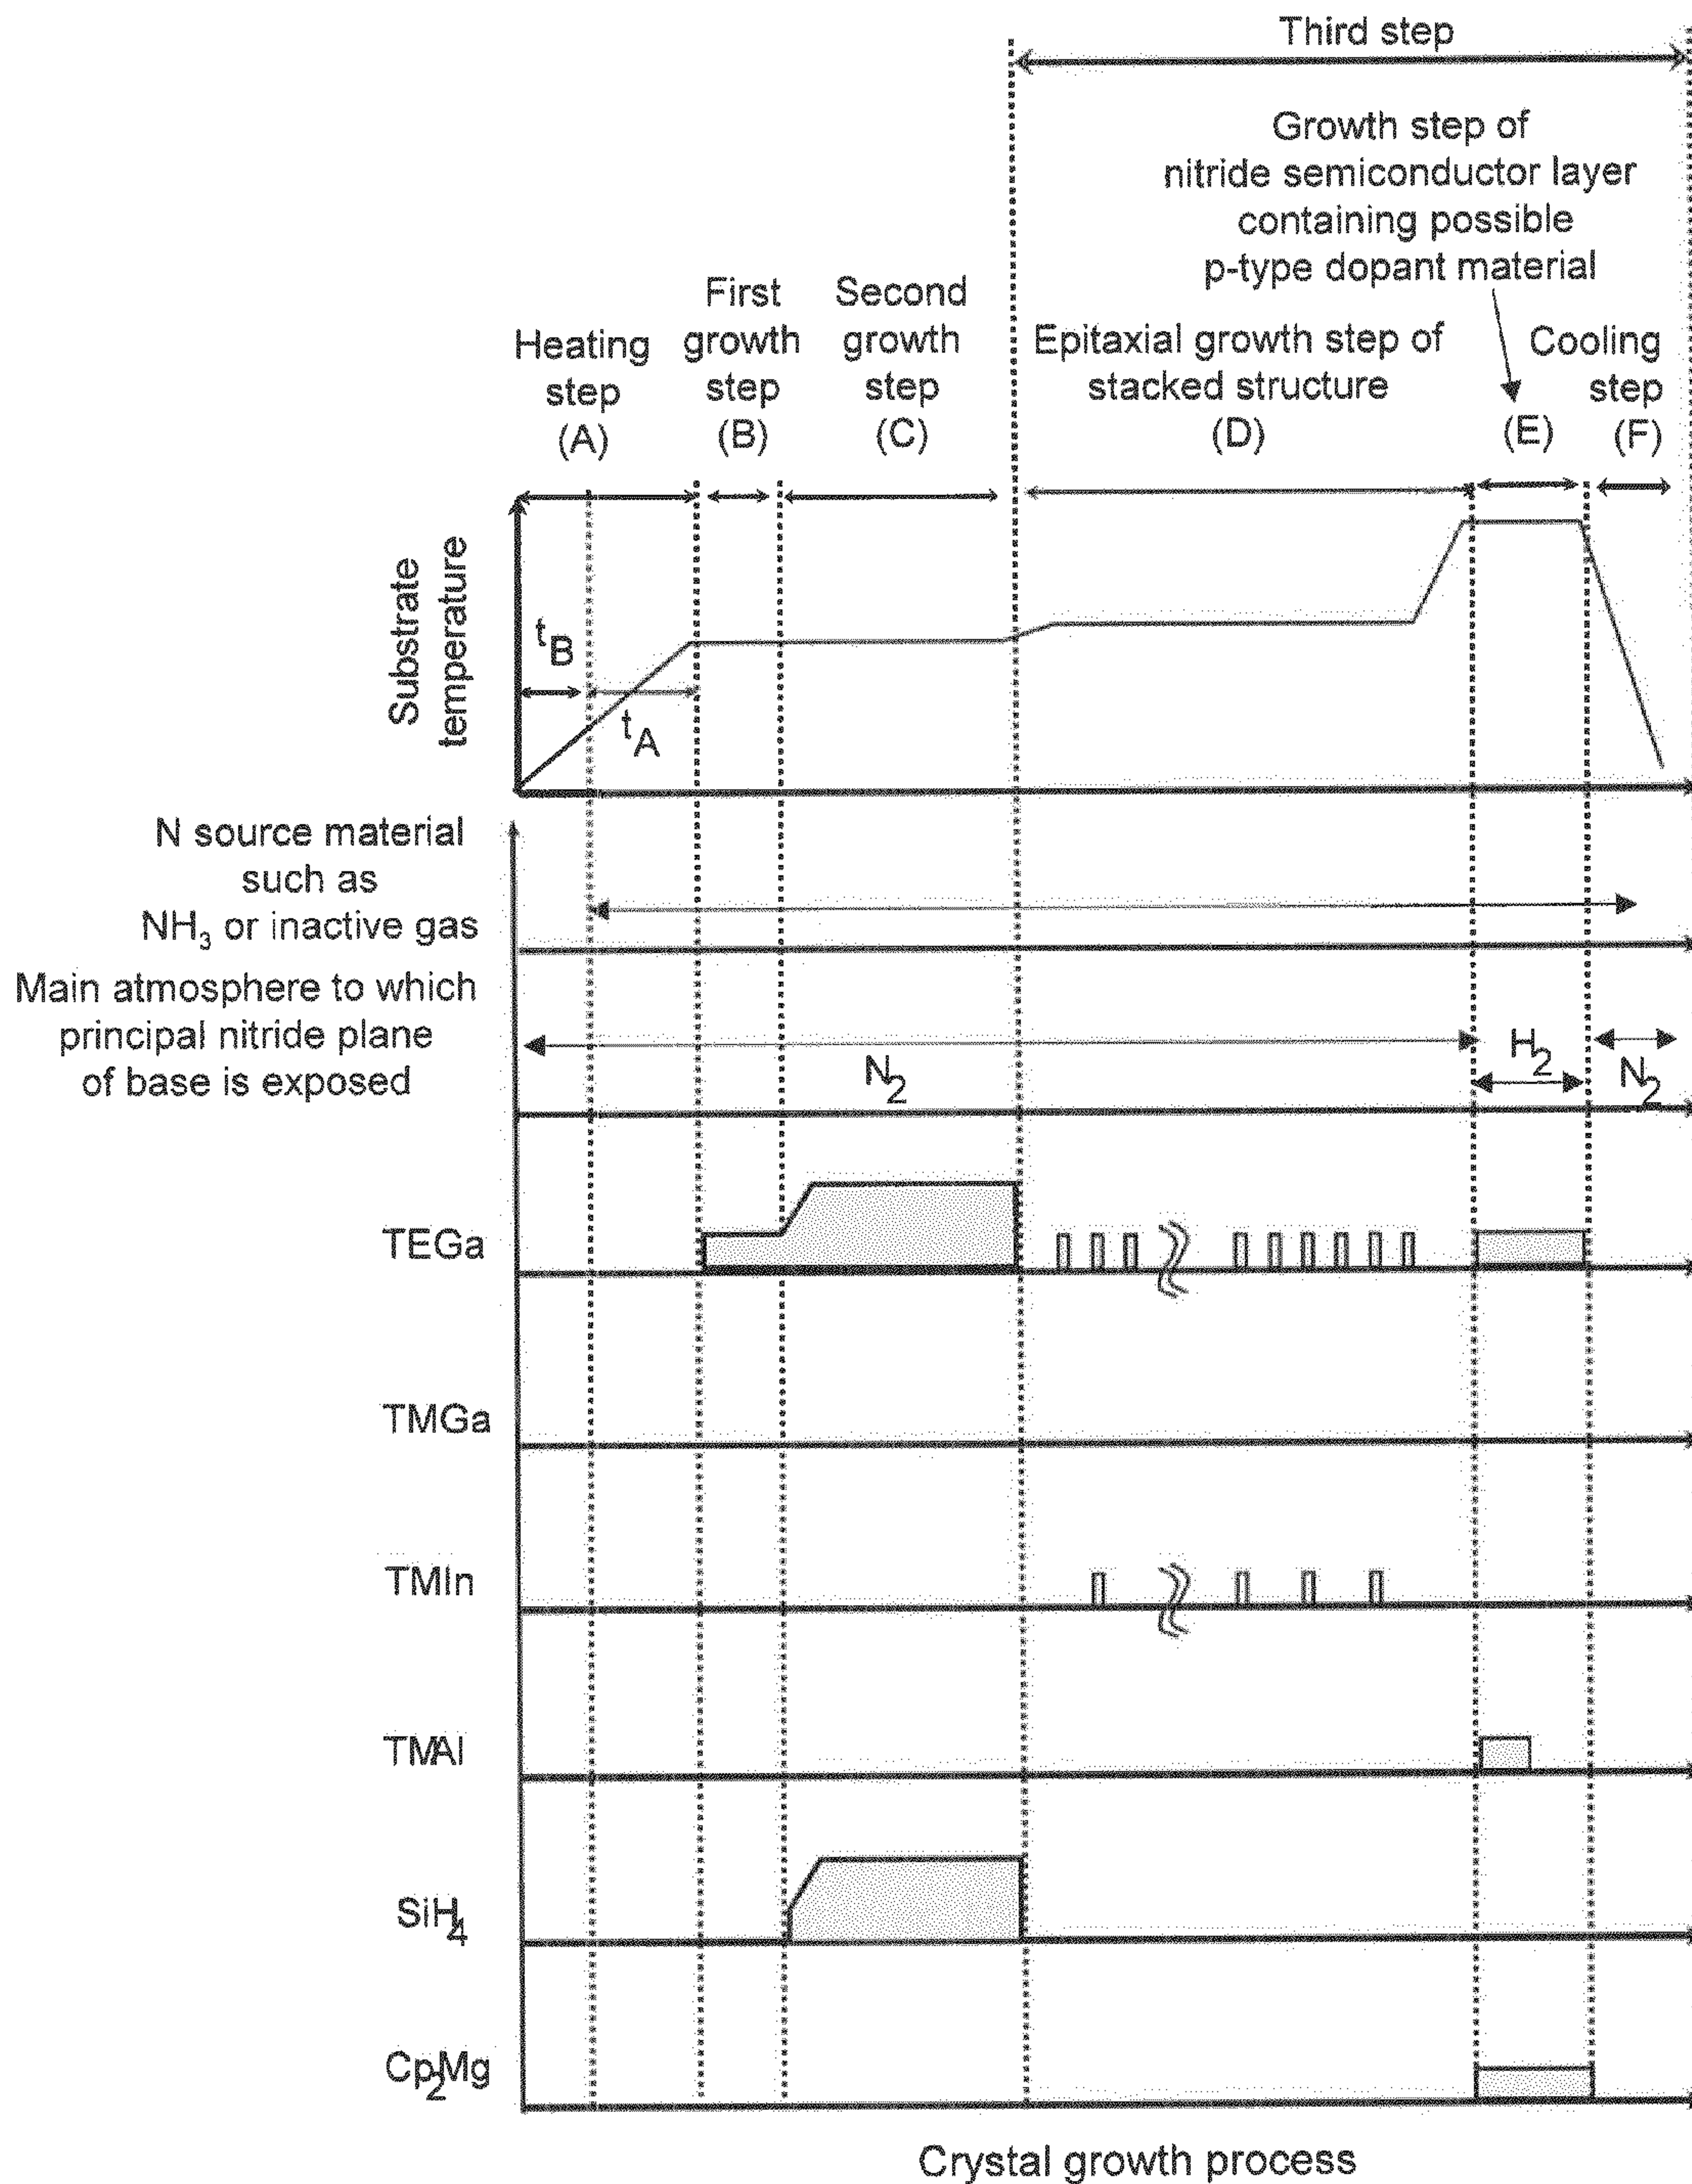 Third step
Growth step of
nitride semiconductor layer
containing possible
p-type dopant material
Heating
step
(A)
First
growth
step
(B)
Second
growth
step
(C)
Epitaxial growth step of
stacked structure
(D)
(E)
Cooling
step
(F)
Substrate
temperature
tB
tA
N source material
such as
NH3 or inactive gas
Main atmosphere to which
principal nitride plane
of base is exposed
N2
H2
N2
TEGa
TMGa
TMIn
TMAl
SiH4
Cp2Mg
Crystal growth process